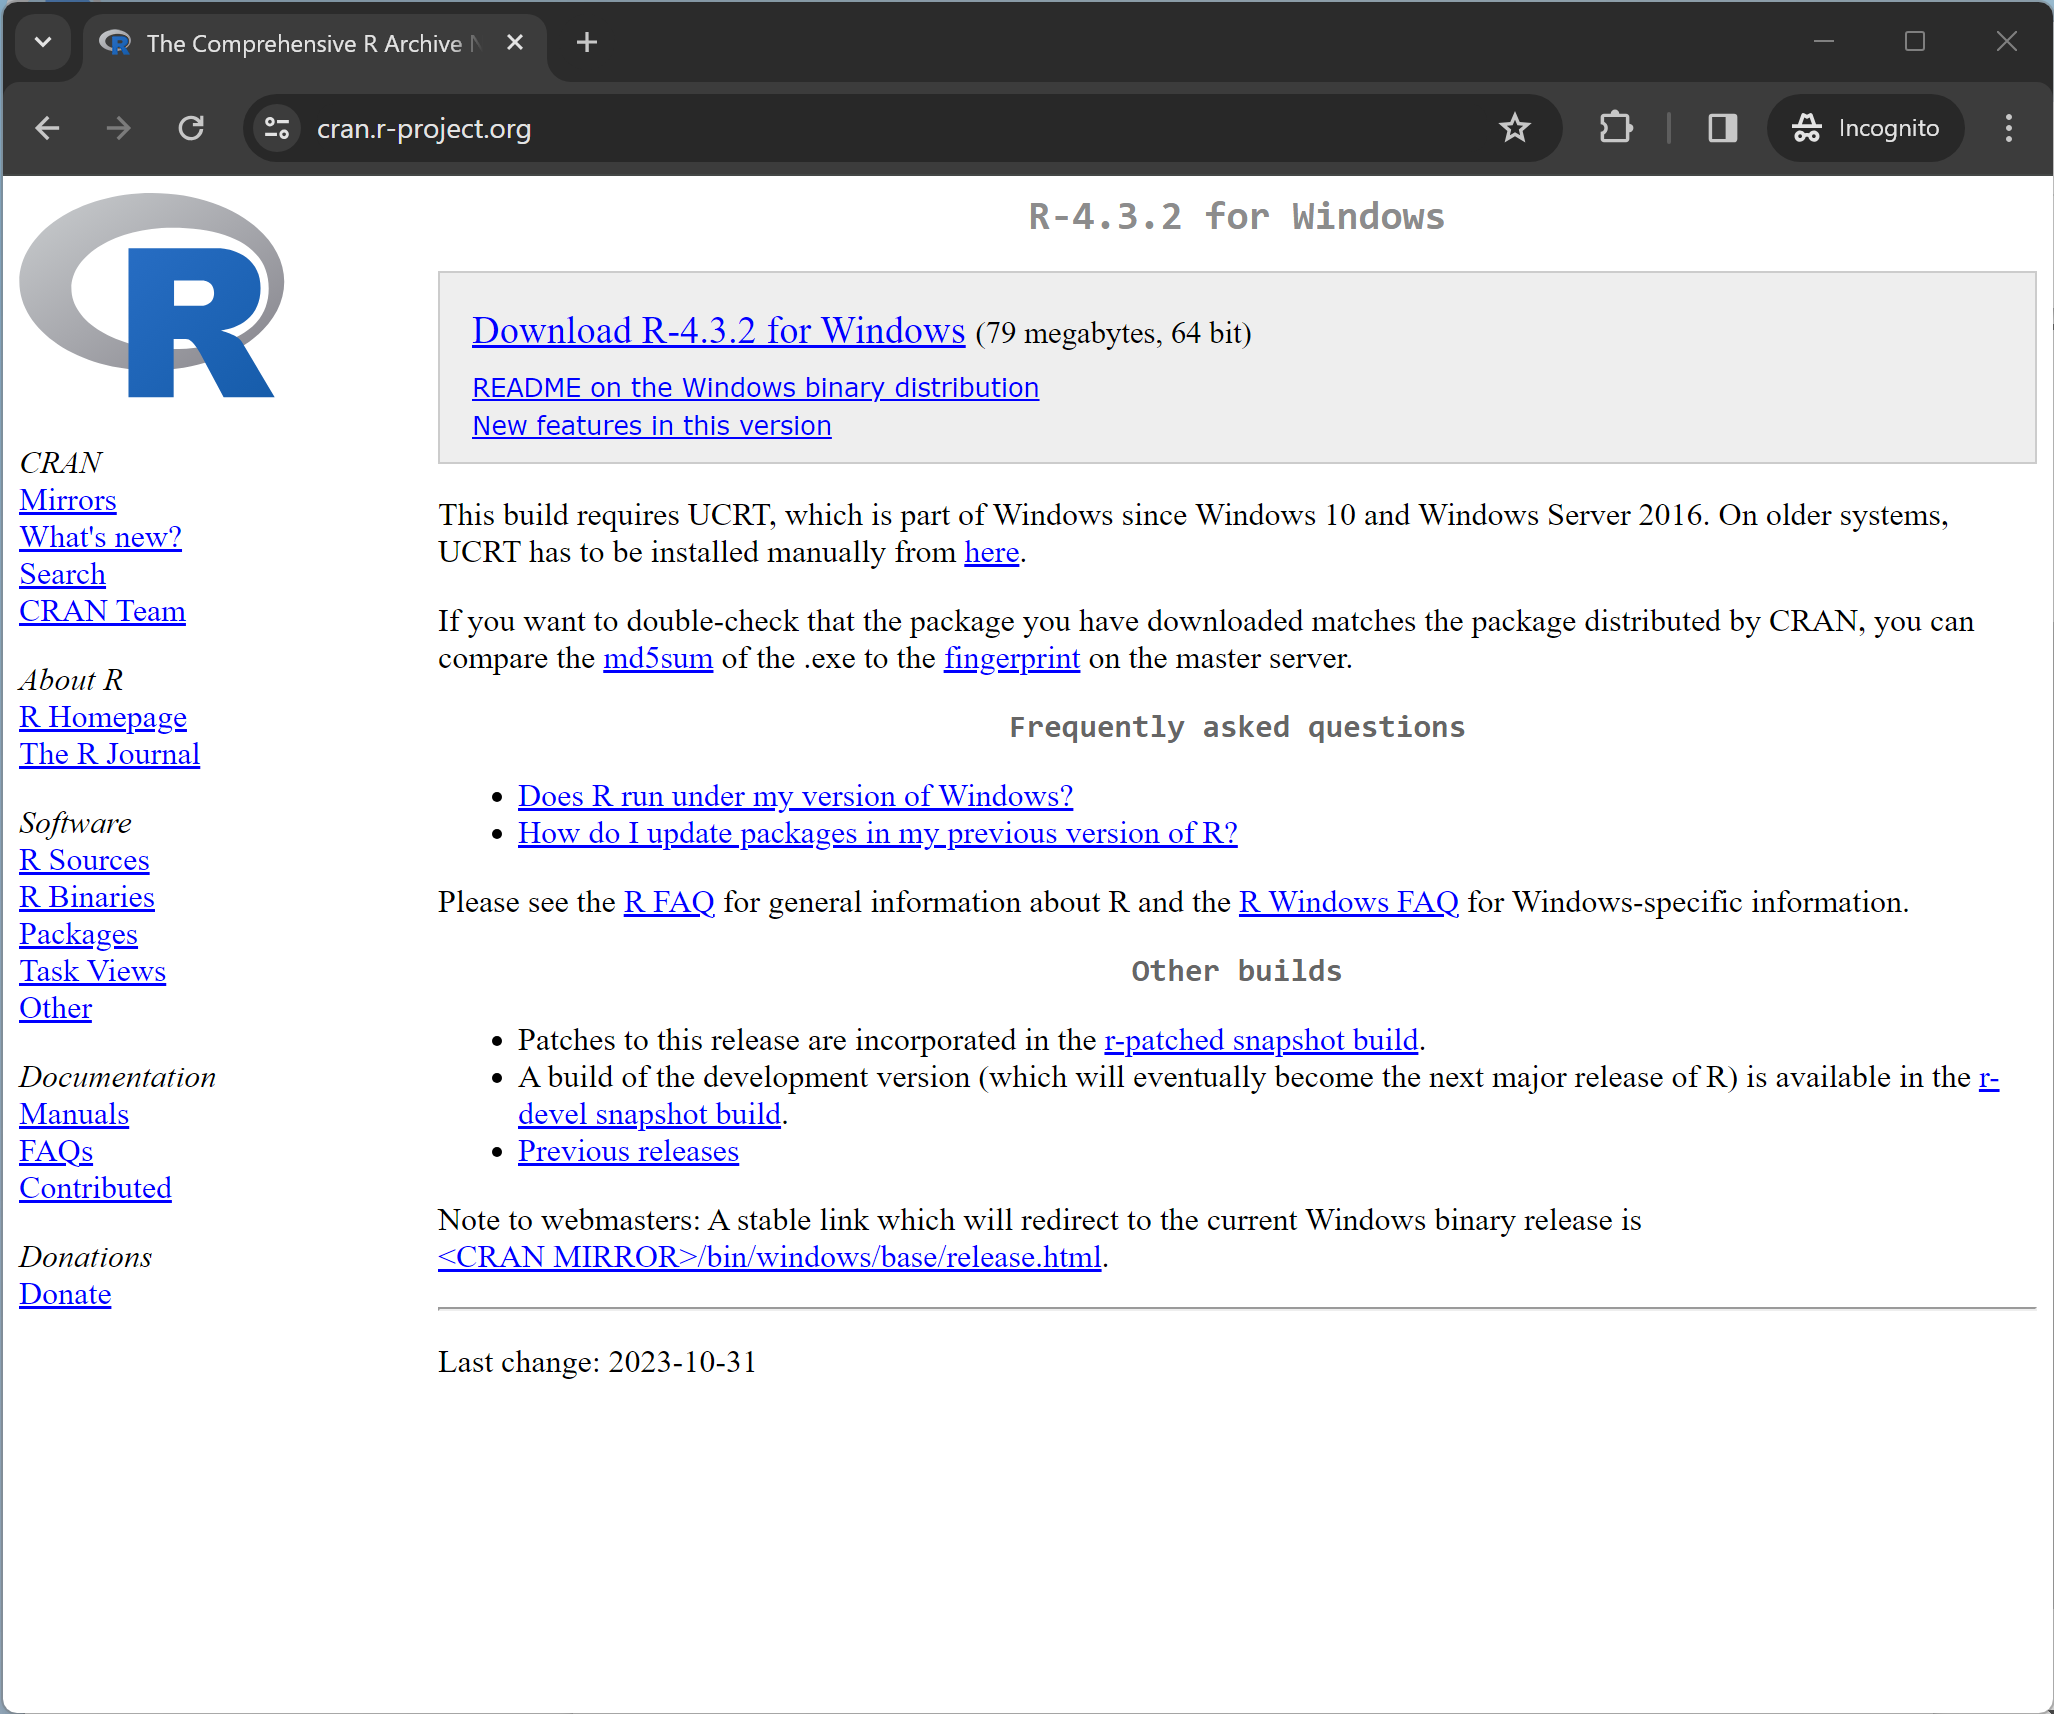 The Comprehensive R Archive
cran.r-project.org
Incognito
R
CRAN
Mirrors
What's new?
Search
CRAN Team
About R
R Homepage
The R Journal
Software
R Sources
R Binaries
Packages
Task Views
Other
Documentation
Manuals
FAQs
Contributed
Donations
Donate
R-4.3.2 for Windows
Download R-4.3.2 for Windows (79 megabytes, 64 bit)
README on the Windows binary distribution
New features in this version
This build requires UCRT, which is part of Windows since Windows 10 and Windows Server 2016. On older systems,
UCRT has to be installed manually from here.
If you want to double-check that the package you have downloaded matches the package distributed by CRAN, you can
compare the md5sum of the .exe to the fingerprint on the master server.
Frequently asked questions
Does R run under my version of Windows?
How do I update packages in my previous version of R?
Please see the R FAQ for general information about R and the R Windows FAQ for Windows-specific information.
Other builds
Patches to this release are incorporated in the r-patched snapshot build.
A build of the development version (which will eventually become the next major release of R) is available in the r-
devel snapshot build.
Previous releases
Note to webmasters: A stable link which will redirect to the current Windows binary release is
<CRAN MIRROR>/bin/windows/base/release.html.
Last change: 2023-10-31